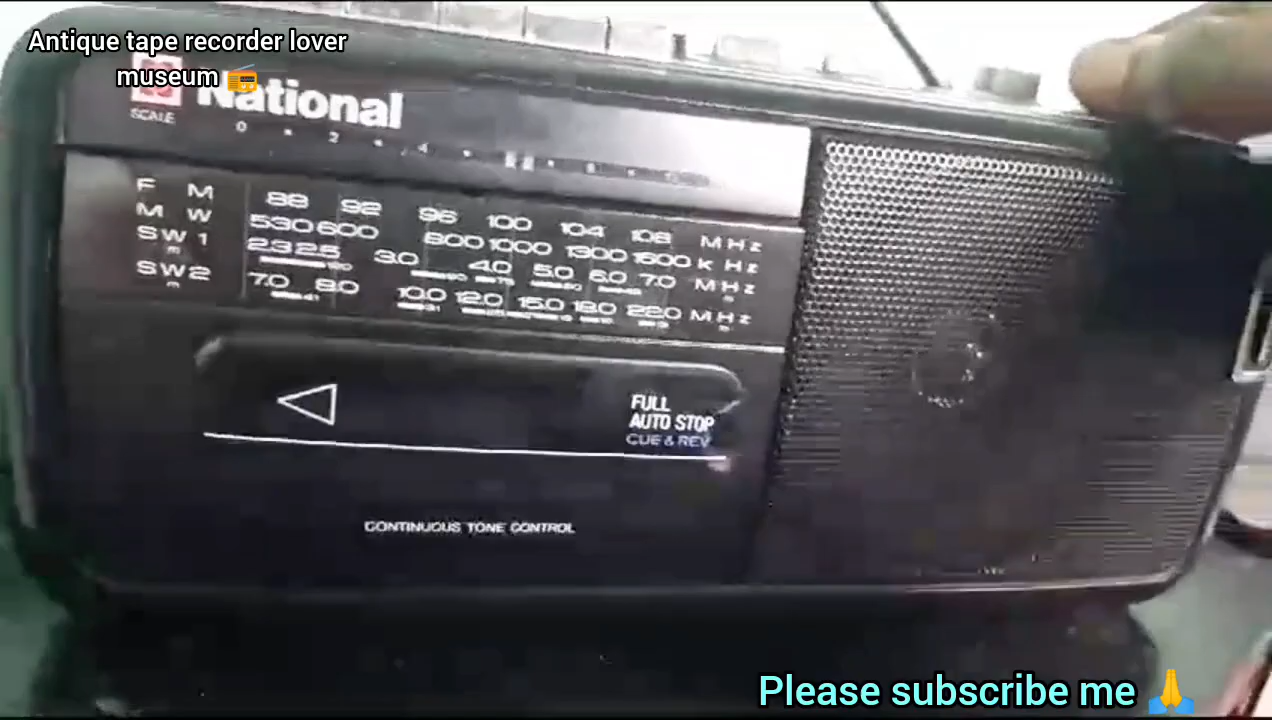 Antique tape recorder lover
museum 📻
National
SCALE 0 2 4 8
FM 88 92 96 100 104 108 MHz
MW 530 600 800 1000 1300 1600 kHz
SW1 2.3 2.5 3.0 4.0 5.0 6.0 7.0 MHz
SW2 7.0 8.0 10.0 12.0 15.0 18.0 22.0 MHz
FULL
AUTO STOP
CUE & REV
CONTINUOUS TONE CONTROL
Please subscribe me 🙏